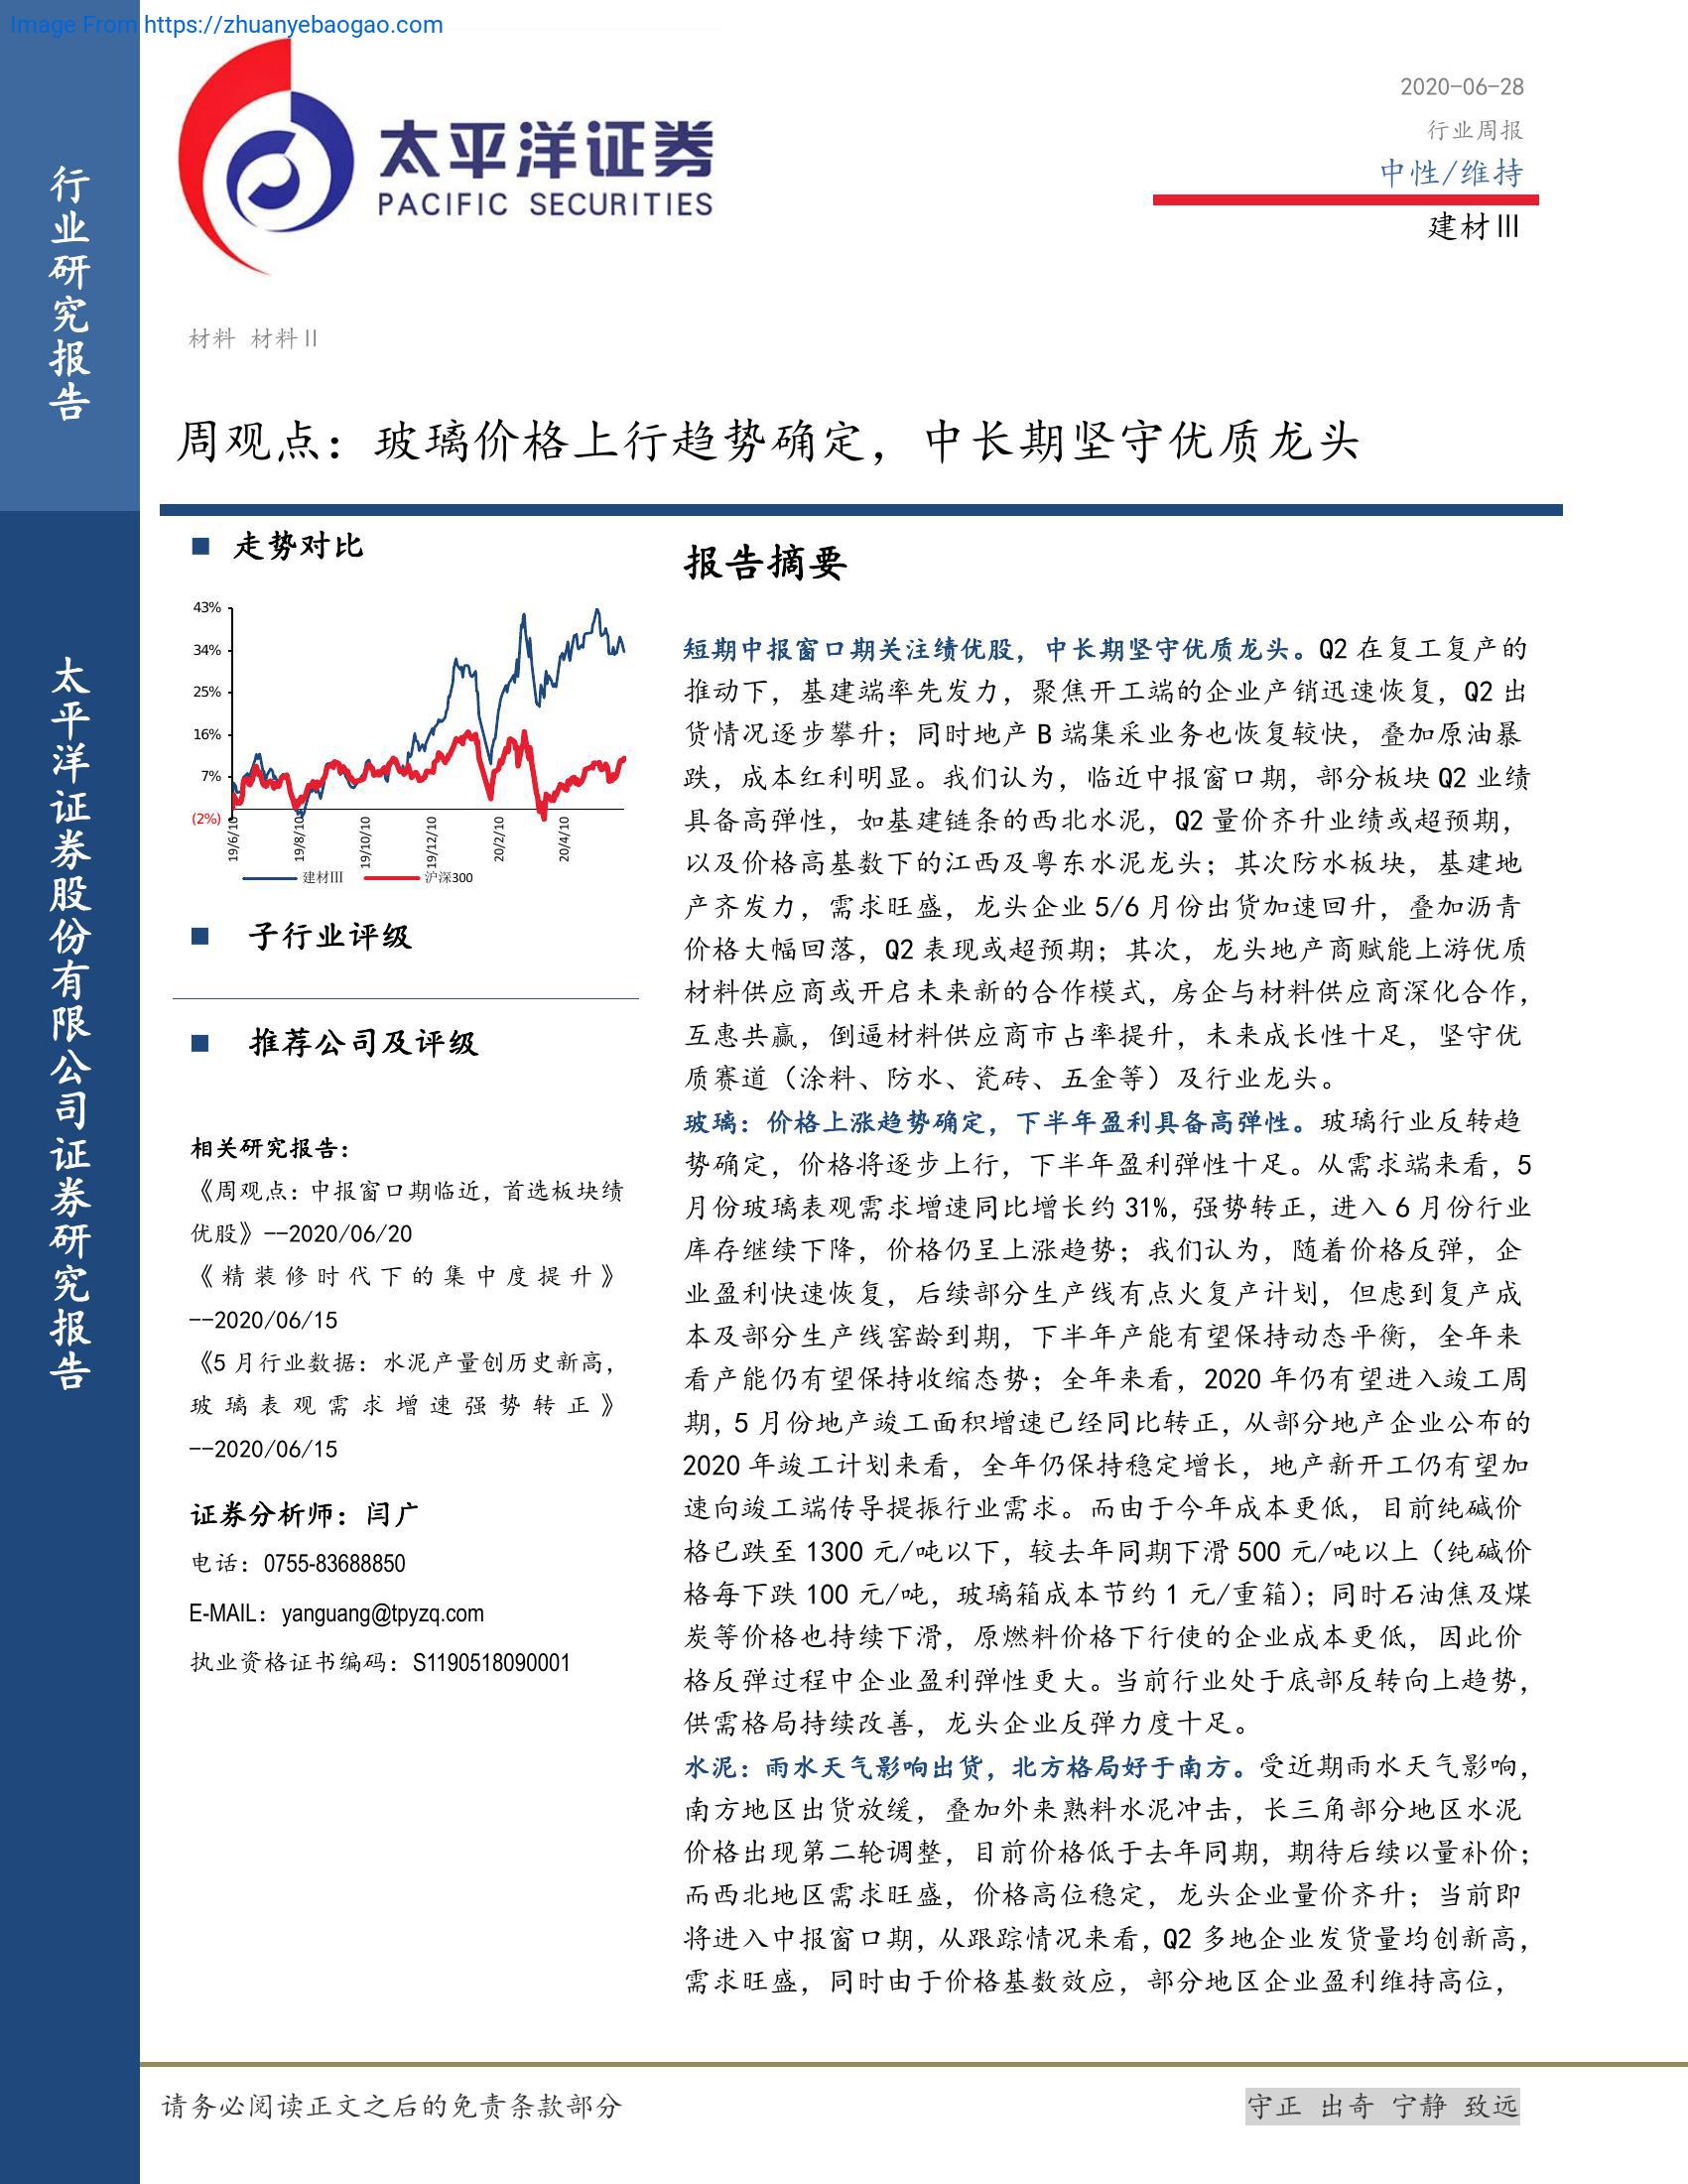 Image From https://zhuanyebaogao.com
行业研究报告
太平洋证券股份有限公司证券研究报告
太平洋证券
PACIFIC SECURITIES
2020-06-28
行业周报
中性/维持
建材Ⅲ
材料 材料Ⅱ
周观点：玻璃价格上行趋势确定，中长期坚守优质龙头
■ 走势对比
43%
34%
25%
16%
7%
(2%)
19/6/10
19/8/10
19/10/10
19/12/10
20/2/10
20/4/10
建材Ⅲ 沪深300
■ 子行业评级
■ 推荐公司及评级
相关研究报告：
《周观点：中报窗口期临近，首选板块绩
优股》--2020/06/20
《精装修时代下的集中度提升》
--2020/06/15
《5 月行业数据：水泥产量创历史新高，
玻璃表观需求增速强势转正》
--2020/06/15
证券分析师：闫广
电话：0755-83688850
E-MAIL：yanguang@tpyzq.com
执业资格证书编码：S1190518090001
报告摘要
短期中报窗口期关注绩优股，中长期坚守优质龙头。Q2 在复工复产的
推动下，基建端率先发力，聚焦开工端的企业产销迅速恢复，Q2 出
货情况逐步攀升；同时地产 B 端集采业务也恢复较快，叠加原油暴
跌，成本红利明显。我们认为，临近中报窗口期，部分板块 Q2 业绩
具备高弹性，如基建链条的西北水泥，Q2 量价齐升业绩或超预期，
以及价格高基数下的江西及粤东水泥龙头；其次防水板块，基建地
产齐发力，需求旺盛，龙头企业 5/6 月份出货加速回升，叠加沥青
价格大幅回落，Q2 表现或超预期；其次，龙头地产商赋能上游优质
材料供应商或开启未来新的合作模式，房企与材料供应商深化合作，
互惠共赢，倒逼材料供应商市占率提升，未来成长性十足，坚守优
质赛道（涂料、防水、瓷砖、五金等）及行业龙头。
玻璃：价格上涨趋势确定，下半年盈利具备高弹性。玻璃行业反转趋
势确定，价格将逐步上行，下半年盈利弹性十足。从需求端来看，5
月份玻璃表观需求增速同比增长约 31%，强势转正，进入 6 月份行业
库存继续下降，价格仍呈上涨趋势；我们认为，随着价格反弹，企
业盈利快速恢复，后续部分生产线有点火复产计划，但虑到复产成
本及部分生产线窑龄到期，下半年产能有望保持动态平衡，全年来
看产能仍有望保持收缩态势；全年来看，2020 年仍有望进入竣工周
期，5 月份地产竣工面积增速已经同比转正，从部分地产企业公布的
2020 年竣工计划来看，全年仍保持稳定增长，地产新开工仍有望加
速向竣工端传导提振行业需求。而由于今年成本更低，目前纯碱价
格已跌至 1300 元/吨以下，较去年同期下滑 500 元/吨以上（纯碱价
格每下跌 100 元/吨，玻璃箱成本节约 1 元/重箱）；同时石油焦及煤
炭等价格也持续下滑，原燃料价格下行使的企业成本更低，因此价
格反弹过程中企业盈利弹性更大。当前行业处于底部反转向上趋势，
供需格局持续改善，龙头企业反弹力度十足。
水泥：雨水天气影响出货，北方格局好于南方。受近期雨水天气影响，
南方地区出货放缓，叠加外来熟料水泥冲击，长三角部分地区水泥
价格出现第二轮调整，目前价格低于去年同期，期待后续以量补价；
而西北地区需求旺盛，价格高位稳定，龙头企业量价齐升；当前即
将进入中报窗口期，从跟踪情况来看，Q2 多地企业发货量均创新高，
需求旺盛，同时由于价格基数效应，部分地区企业盈利维持高位，
请务必阅读正文之后的免责条款部分
守正 出奇 宁静 致远